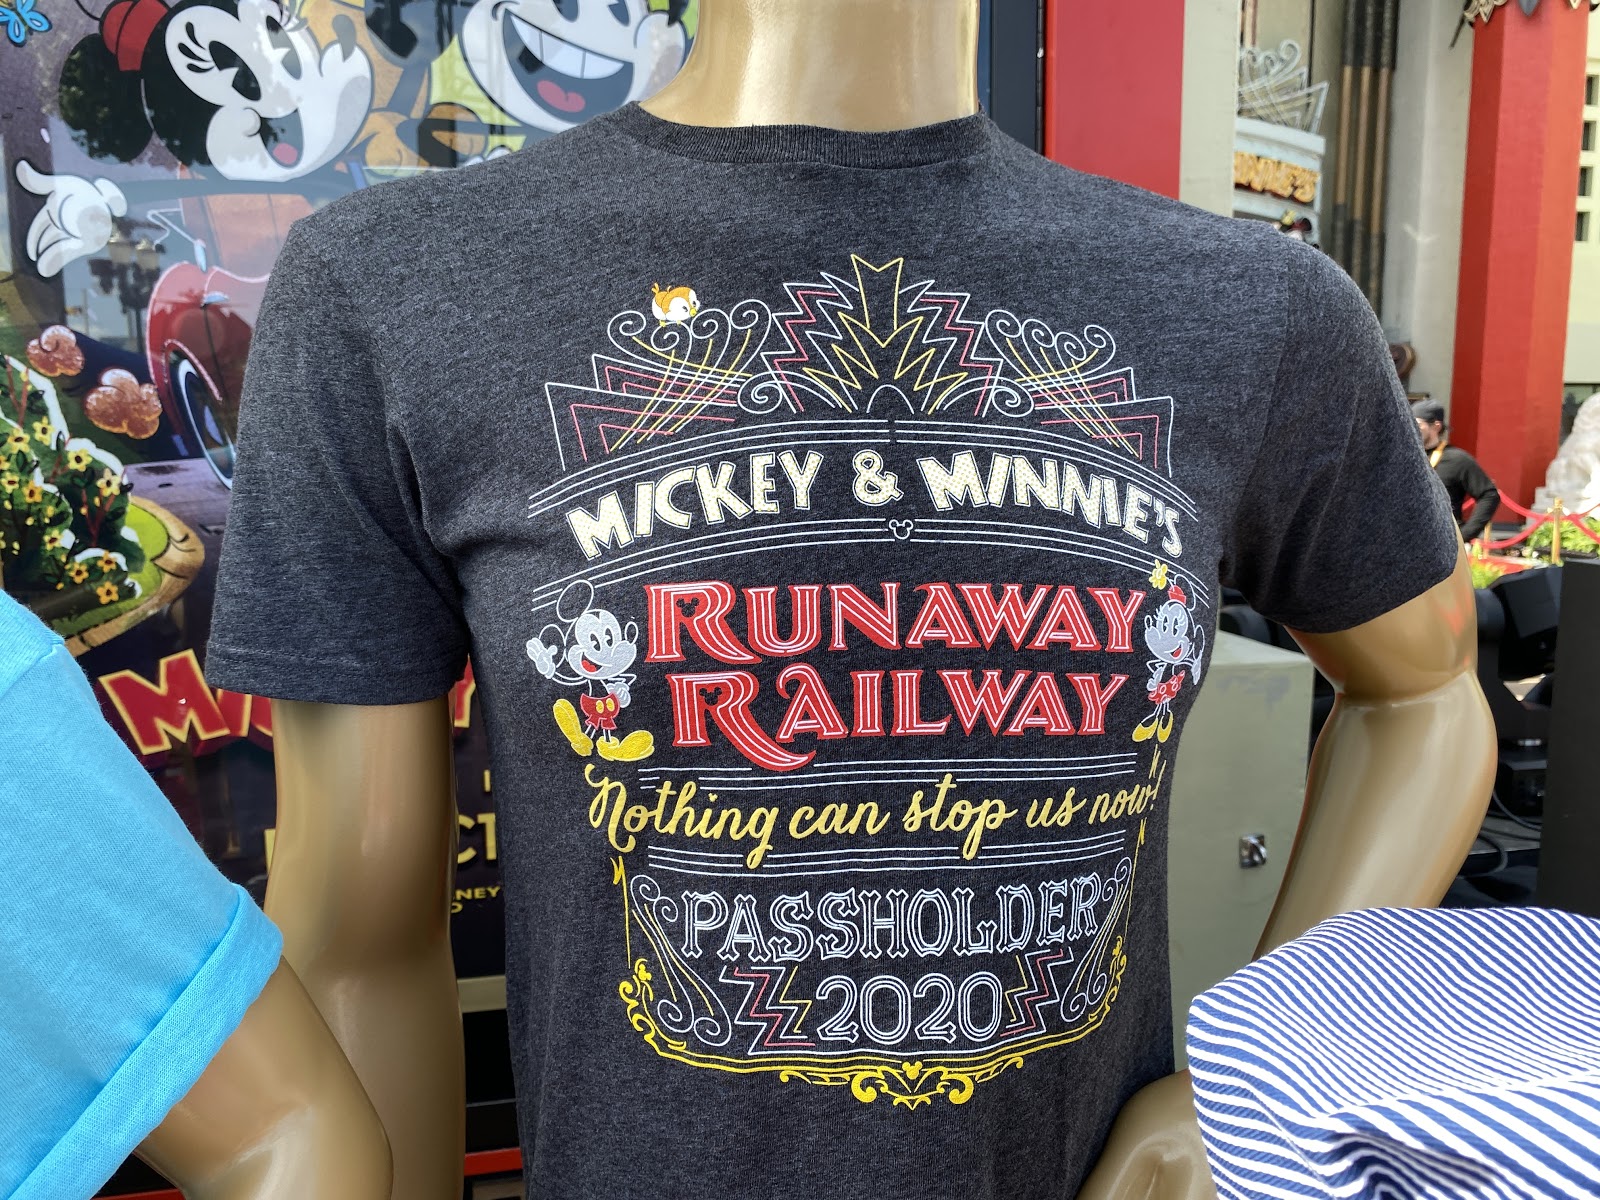 MICKEY & MINNIE'S
RUNAWAY
RAILWAY
Nothing can stop us now!
PASSHOLDER
2020